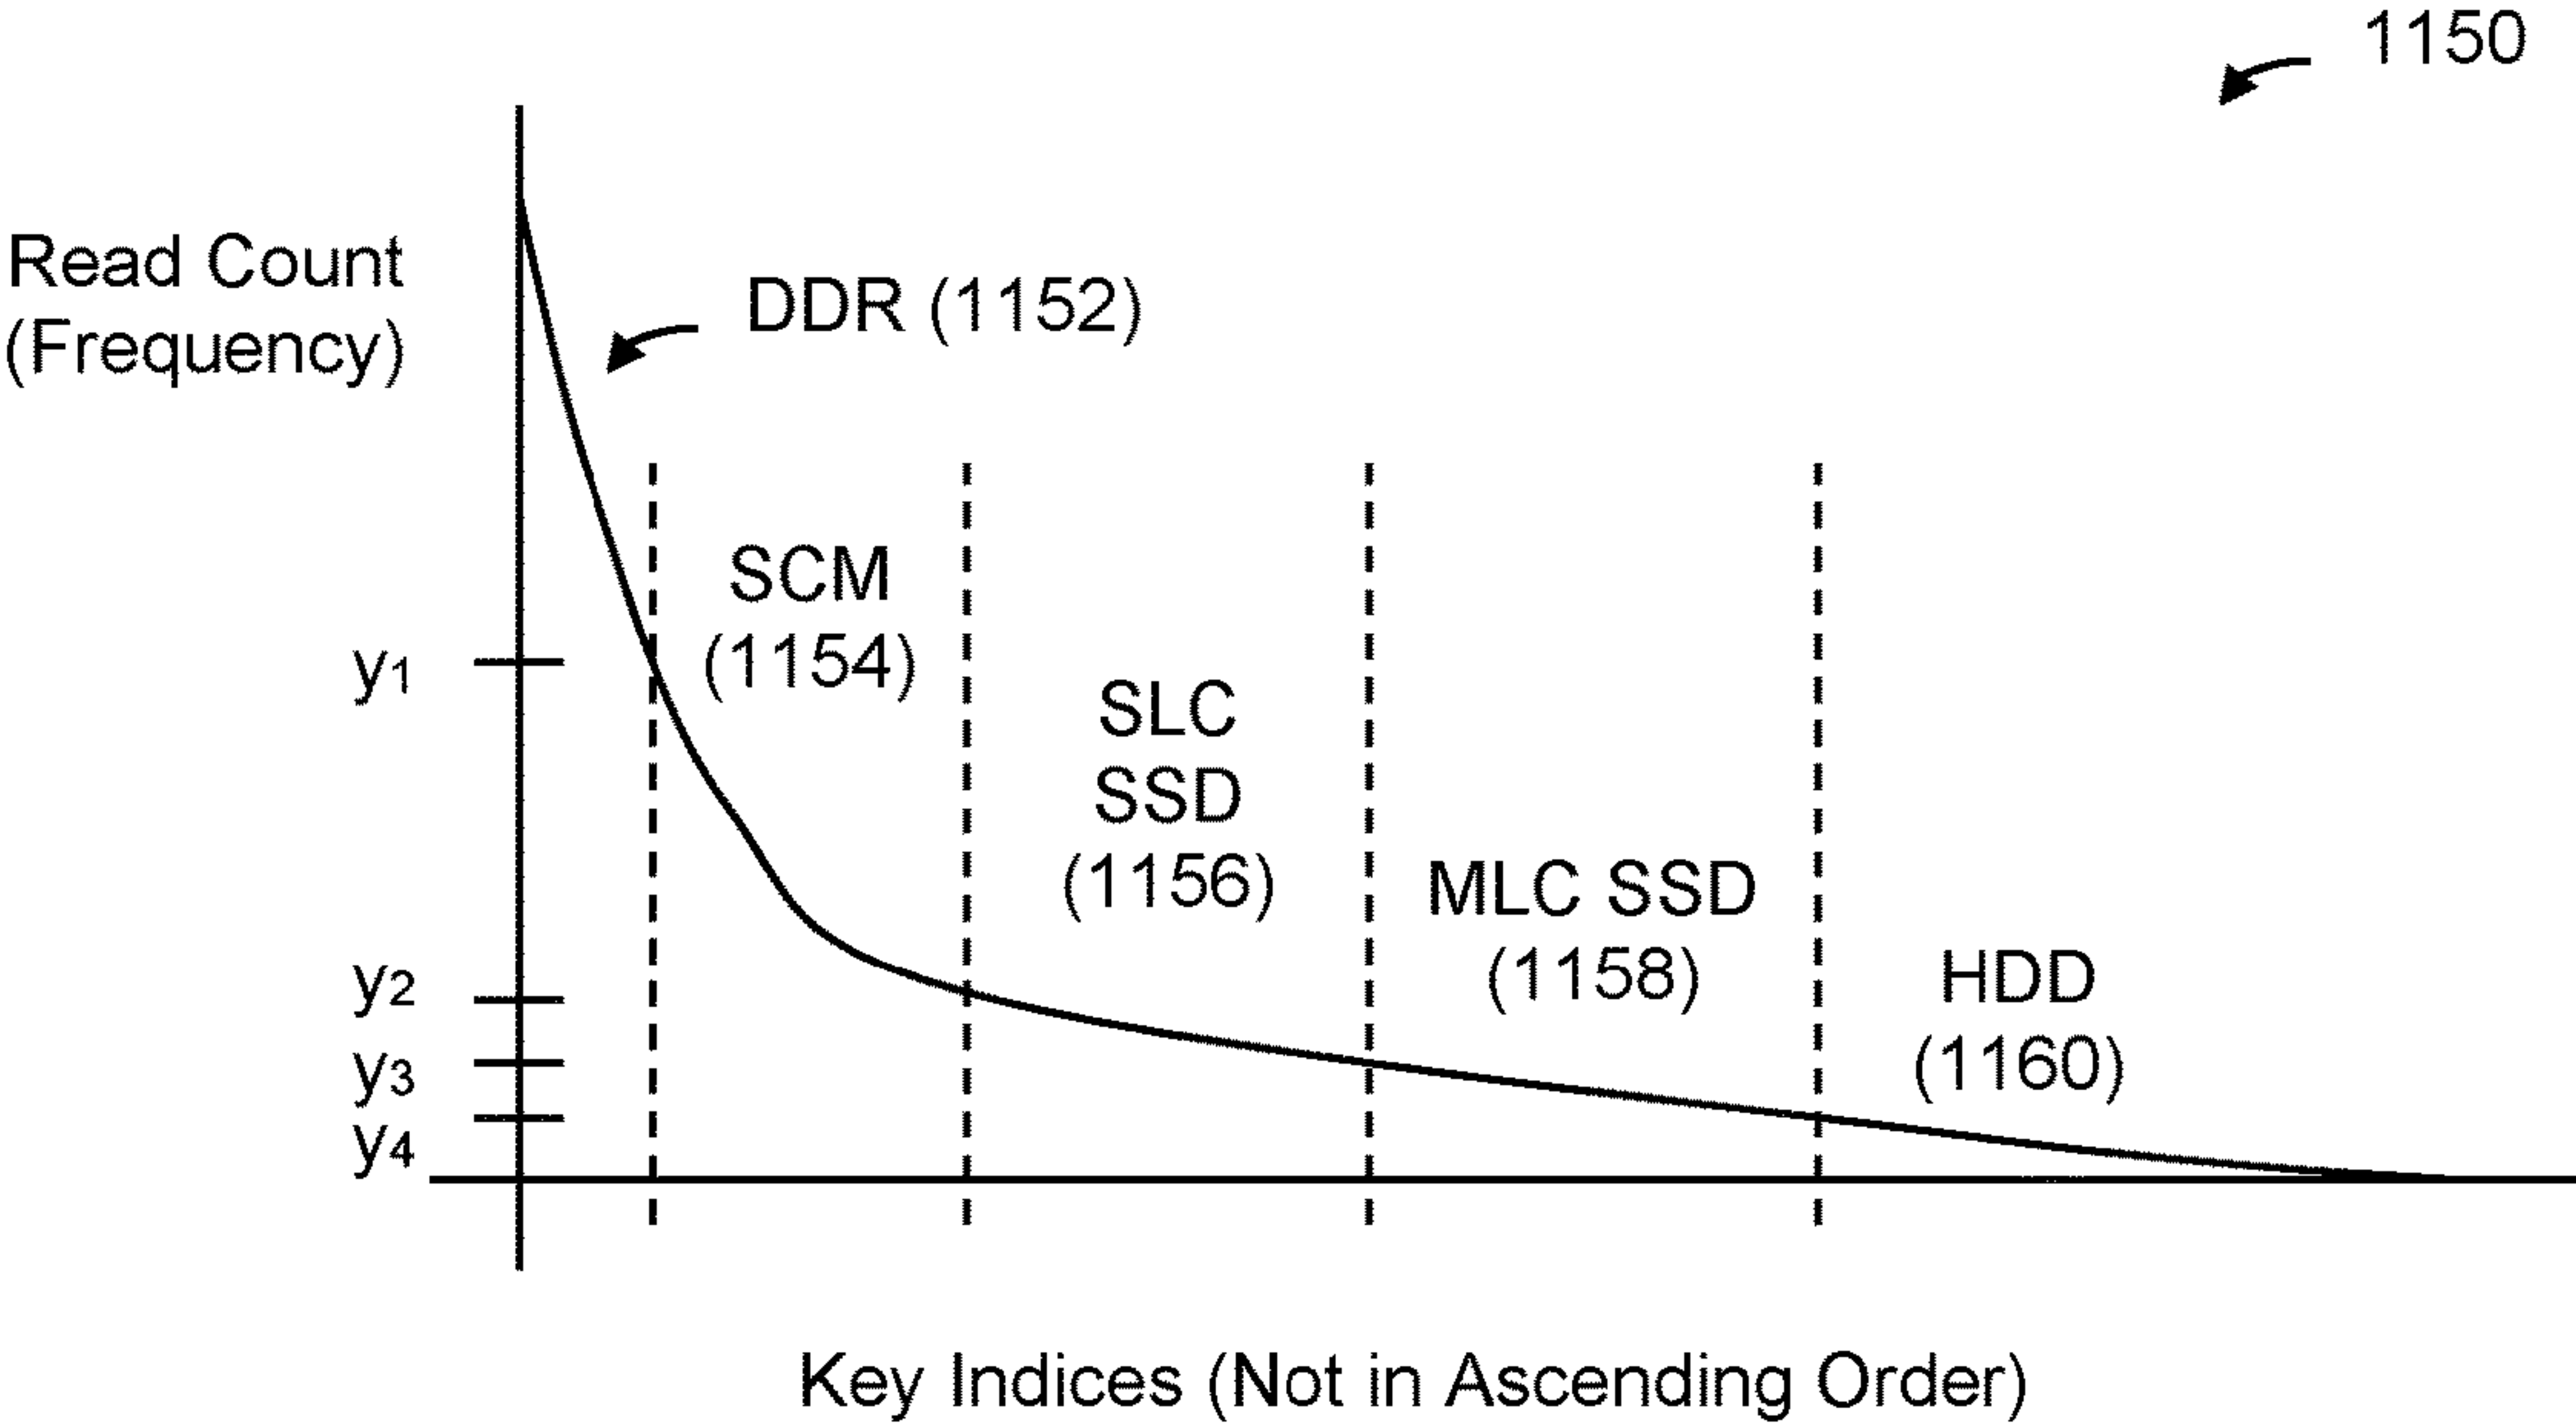 1150
Read Count
(Frequency)
DDR (1152)
SCM
(1154)
y1
SLC
SSD
(1156)
MLC SSD
(1158)
HDD
(1160)
y2
y3
y4
Key Indices (Not in Ascending Order)